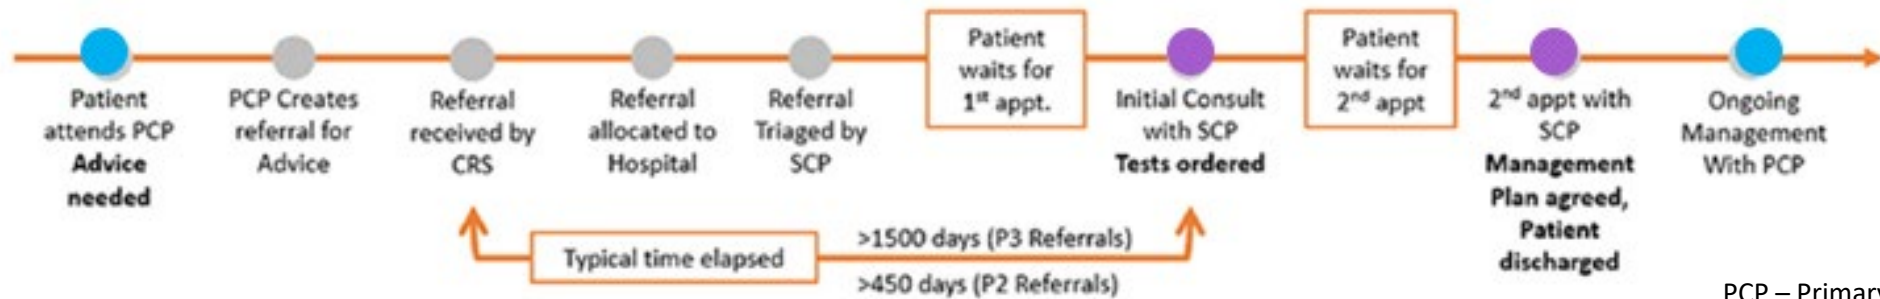 Patient
attends PCP
Advice
needed
PCP Creates
referral for
Advice
Referral
received by
CRS
Referral
allocated to
Hospital
Referral
Triaged by
SCP
Patient
waits for
1st appt.
Initial Consult
with SCP
Tests ordered
Patient
waits for
2nd appt
2nd appt with
SCP
Management
Plan agreed,
Patient
discharged
Ongoing
Management
With PCP
Typical time elapsed
>1500 days (P3 Referrals)
>450 days (P2 Referrals)
PCP – Primary